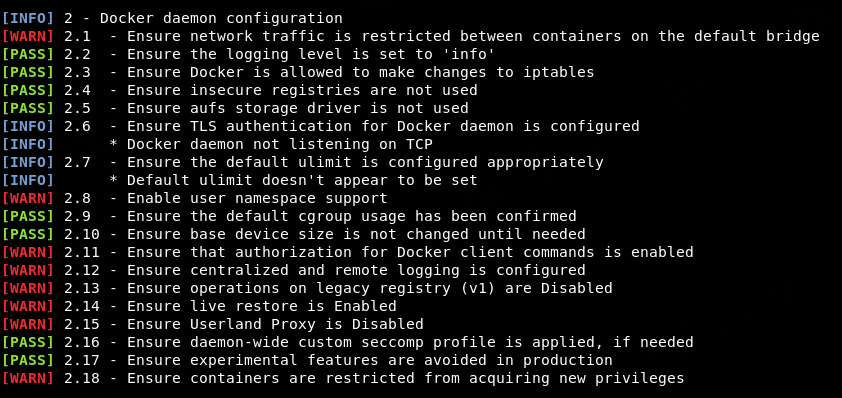 [INFO] 2 - Docker daemon configuration
[WARN] 2.1  - Ensure network traffic is restricted between containers on the default bridge
[PASS] 2.2  - Ensure the logging level is set to 'info'
[PASS] 2.3  - Ensure Docker is allowed to make changes to iptables
[PASS] 2.4  - Ensure insecure registries are not used
[PASS] 2.5  - Ensure aufs storage driver is not used
[INFO] 2.6  - Ensure TLS authentication for Docker daemon is configured
[INFO]      * Docker daemon not listening on TCP
[INFO] 2.7  - Ensure the default ulimit is configured appropriately
[INFO]      * Default ulimit doesn't appear to be set
[WARN] 2.8  - Enable user namespace support
[PASS] 2.9  - Ensure the default cgroup usage has been confirmed
[PASS] 2.10 - Ensure base device size is not changed until needed
[WARN] 2.11 - Ensure that authorization for Docker client commands is enabled
[WARN] 2.12 - Ensure centralized and remote logging is configured
[WARN] 2.13 - Ensure operations on legacy registry (v1) are Disabled
[WARN] 2.14 - Ensure live restore is Enabled
[WARN] 2.15 - Ensure Userland Proxy is Disabled
[PASS] 2.16 - Ensure daemon-wide custom seccomp profile is applied, if needed
[PASS] 2.17 - Ensure experimental features are avoided in production
[WARN] 2.18 - Ensure containers are restricted from acquiring new privileges